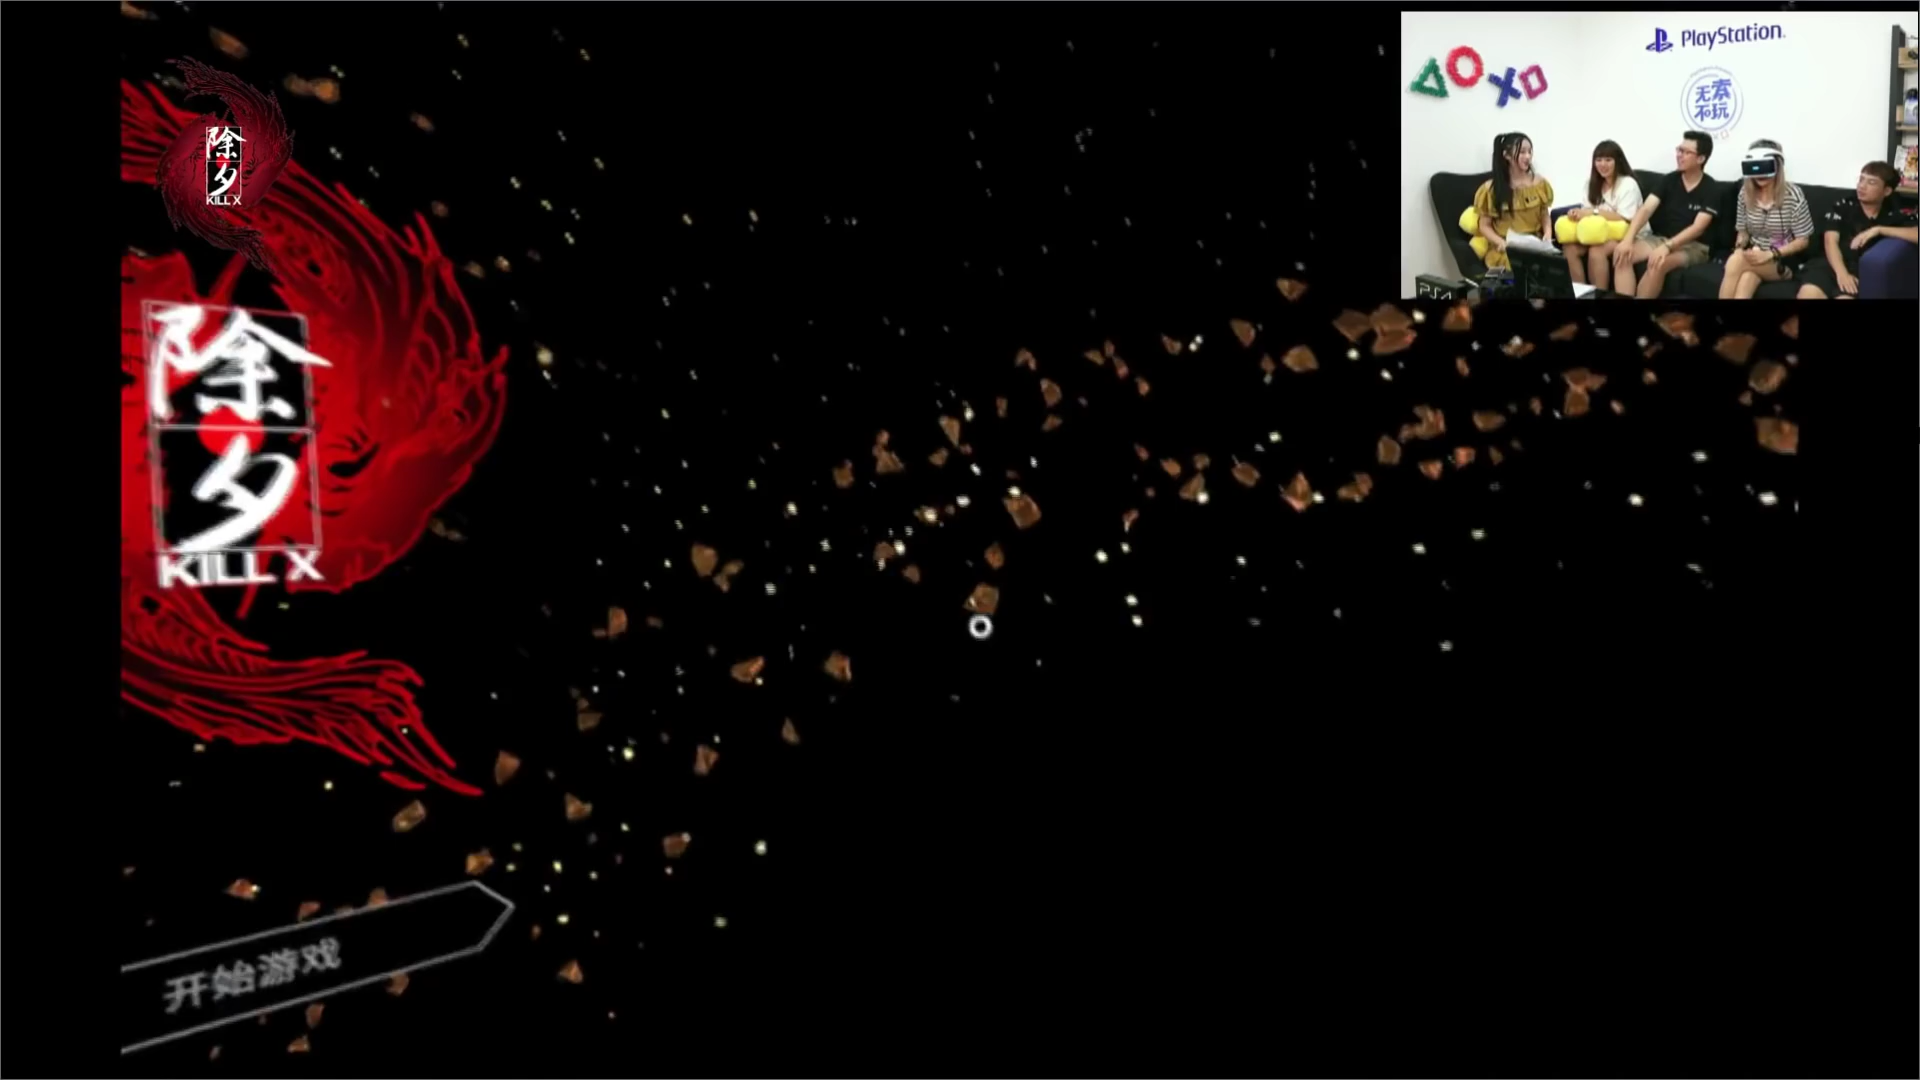 除
夕
KILL X
除
夕
KILL X
开始游戏
PlayStation.
无索
不玩
PS4